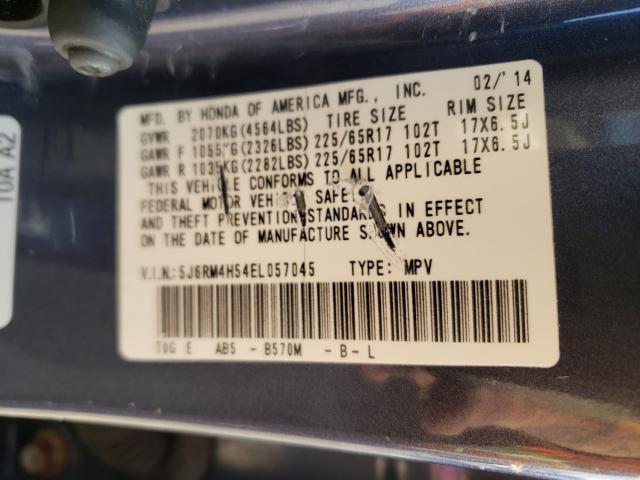 MFD. BY HONDA OF AMERICA MFG., INC. 02/'14
GVWR 2070KG(4564LBS) TIRE SIZE RIM SIZE
GAWR F 1055KG(2326LBS) 225/65R17 102T 17X6.5J
GAWR R 1035KG(2282LBS) 225/65R17 102T 17X6.5J
THIS VEHICLE CONFORMS TO ALL APPLICABLE
FEDERAL MOTOR VEHICLE SAFETY
AND THEFT PREVENTION STANDARDS IN EFFECT
ON THE DATE OF MANUFACTURE SHOWN ABOVE.
V.I.N:5J6RM4H54EL057045 TYPE: MPV
T0G E AB5 - B570M - B - L
10A A2